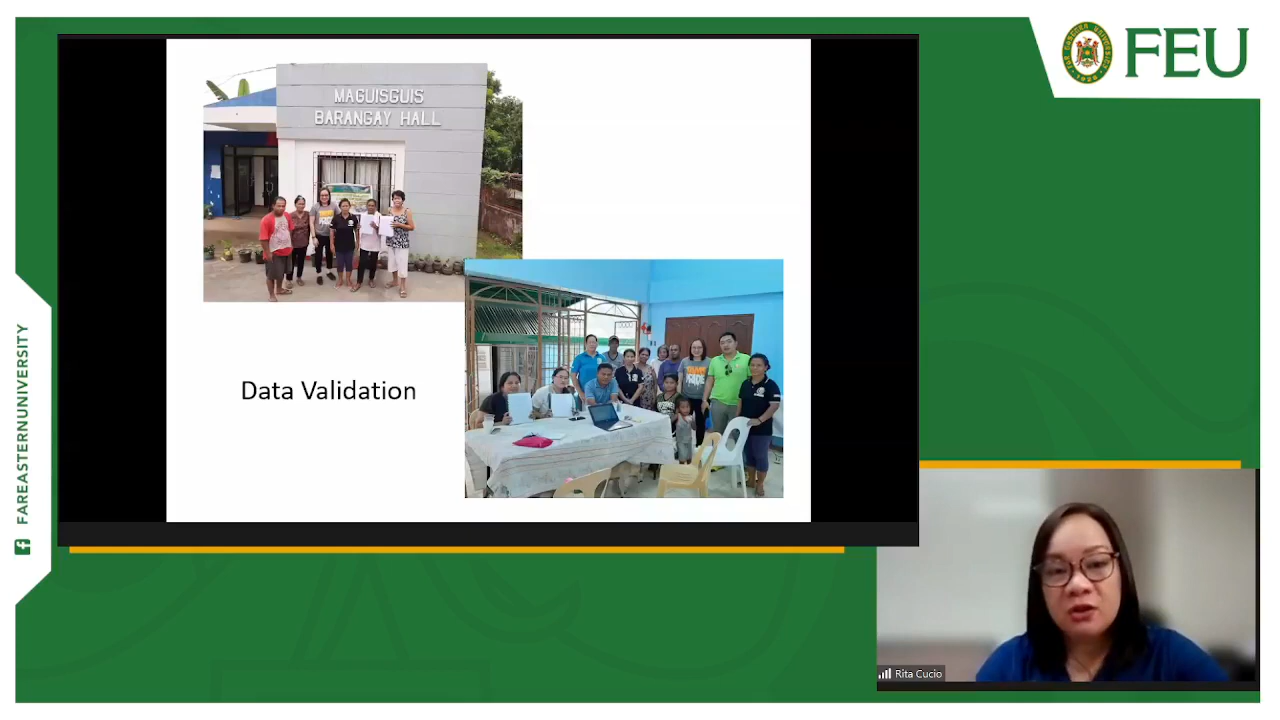 FEU
MAGUISGUIS
BARANGAY HALL
Data Validation
FAREASTERNUNIVERSITY
Rita Cucio